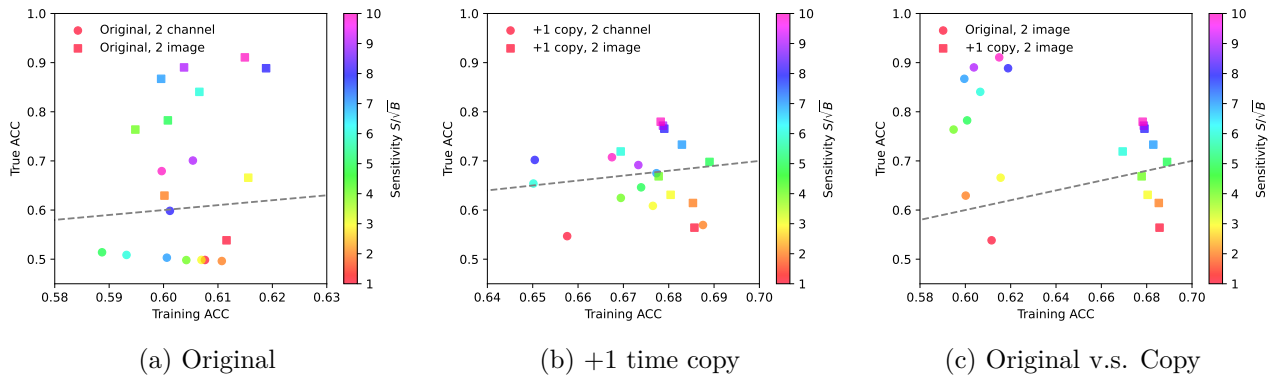 Original, 2 channel
Original, 2 image
1.0
0.9
0.8
0.7
0.6
0.5
True ACC
0.58 0.59 0.60 0.61 0.62 0.63
Training ACC
10
9
8
7
6
5
4
3
2
1
Sensitivity S/√B
(a) Original
+1 copy, 2 channel
+1 copy, 2 image
1.0
0.9
0.8
0.7
0.6
0.5
True ACC
0.64 0.65 0.66 0.67 0.68 0.69 0.70
Training ACC
10
9
8
7
6
5
4
3
2
1
Sensitivity S/√B
(b) +1 time copy
Original, 2 image
+1 copy, 2 image
1.0
0.9
0.8
0.7
0.6
0.5
True ACC
0.58 0.60 0.62 0.64 0.66 0.68 0.70
Training ACC
10
9
8
7
6
5
4
3
2
1
Sensitivity S/√B
(c) Original v.s. Copy